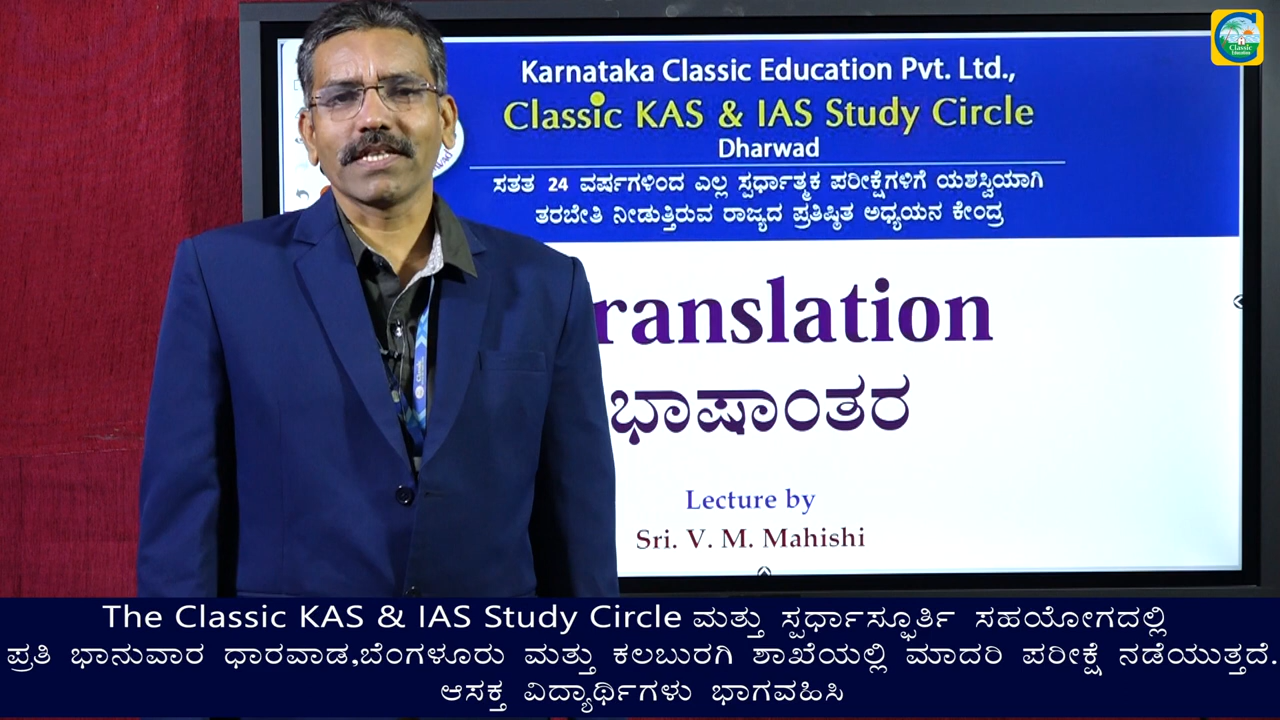 Karnataka Classic Education Pvt. Ltd.,
Classic KAS & IAS Study Circle
Dharwad
ಸತತ 24 ವರ್ಷಗಳಿಂದ ಎಲ್ಲ ಸ್ಪರ್ಧಾತ್ಮಕ ಪರೀಕ್ಷೆಗಳಿಗೆ ಯಶಸ್ವಿಯಾಗಿ
ತರಬೇತಿ ನೀಡುತ್ತಿರುವ ರಾಜ್ಯದ ಪ್ರತಿಷ್ಠಿತ ಅಧ್ಯಯನ ಕೇಂದ್ರ
ranslation
ಭಾಷಾಂತರ
Lecture by
Sri. V. M. Mahishi
Classic
Education
The Classic KAS & IAS Study Circle ಮತ್ತು ಸ್ಪರ್ಧಾಸ್ಫೂರ್ತಿ ಸಹಯೋಗದಲ್ಲಿ
ಪ್ರತಿ ಭಾನುವಾರ ಧಾರವಾಡ,ಬೆಂಗಳೂರು ಮತ್ತು ಕಲಬುರಗಿ ಶಾಖೆಯಲ್ಲಿ ಮಾದರಿ ಪರೀಕ್ಷೆ ನಡೆಯುತ್ತದೆ.
ಆಸಕ್ತ ವಿದ್ಯಾರ್ಥಿಗಳು ಭಾಗವಹಿಸಿ